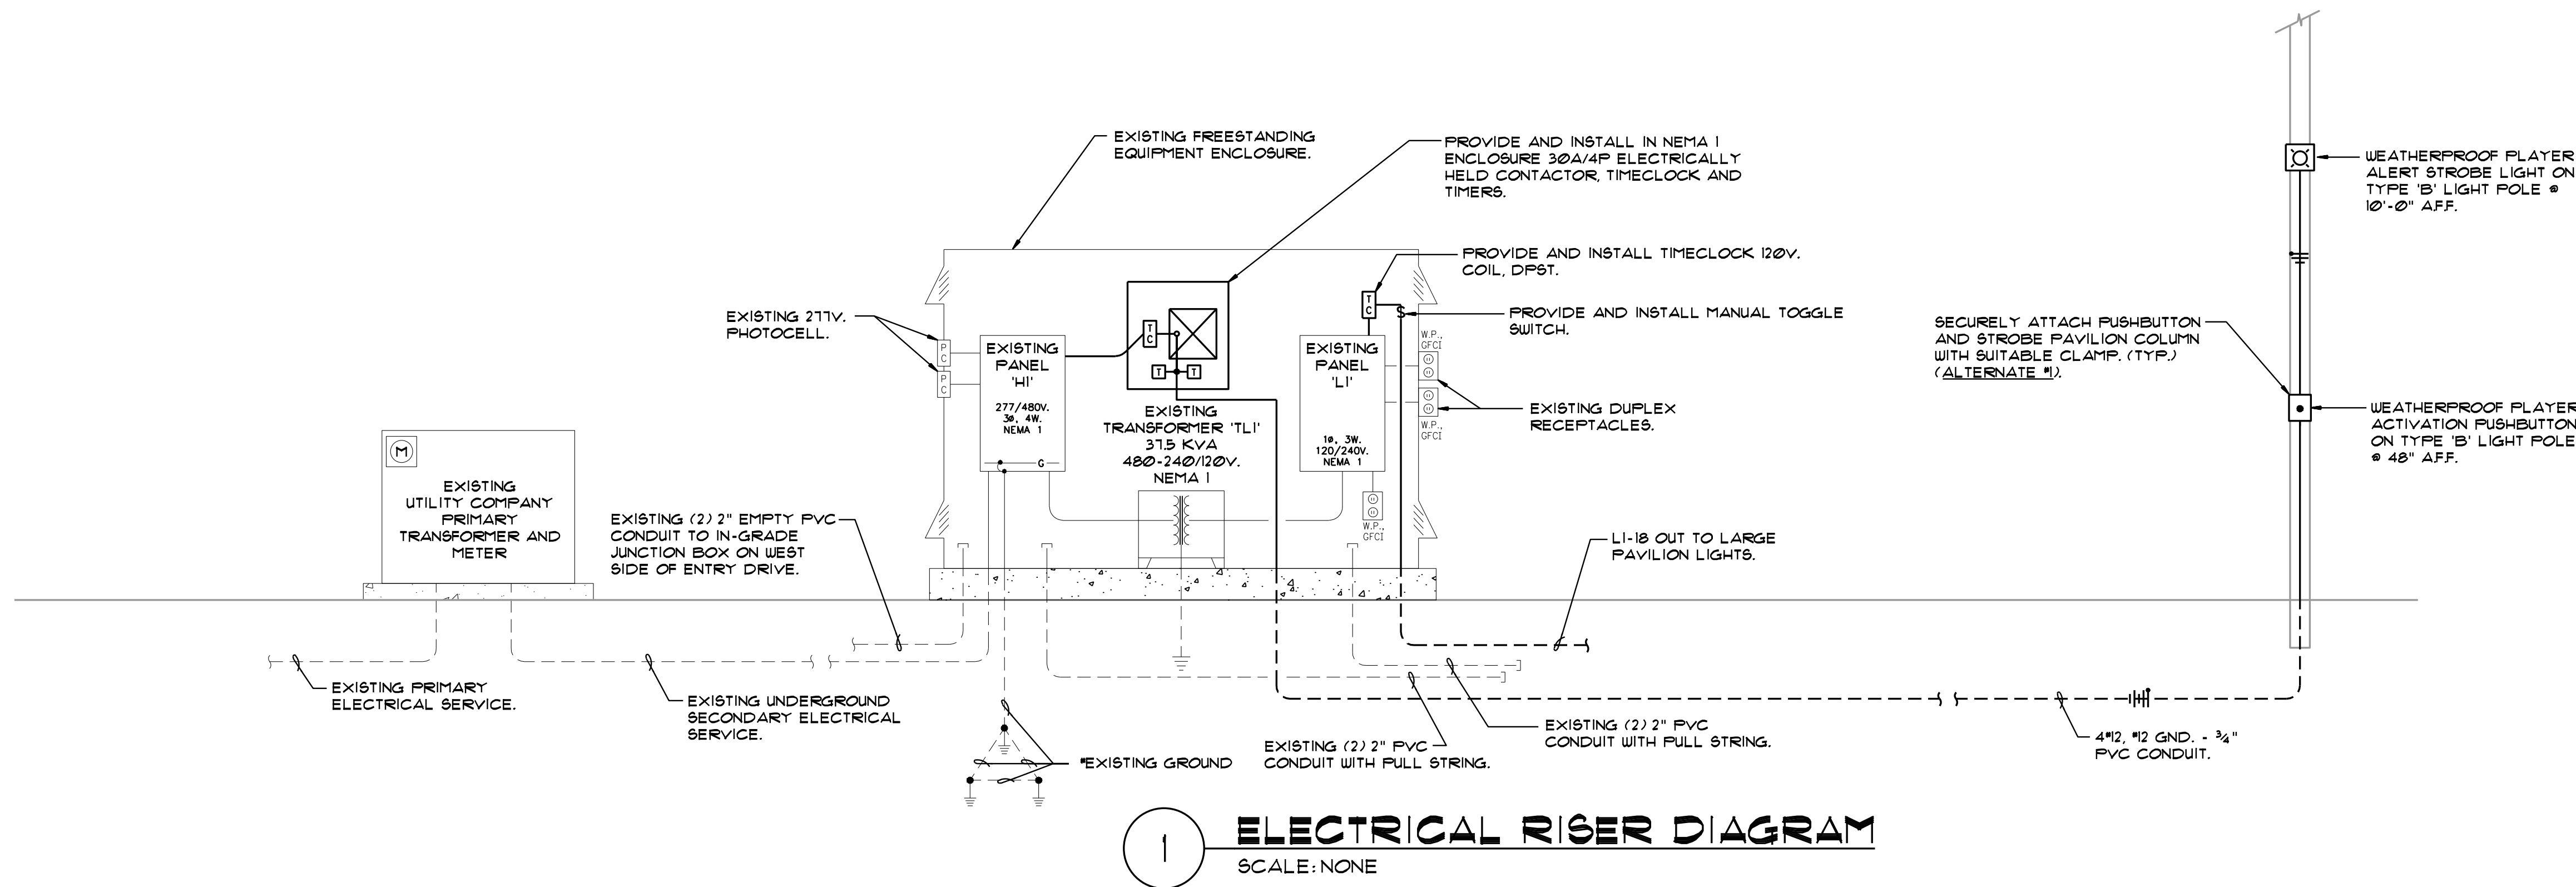 EXISTING FREESTANDING
EQUIPMENT ENCLOSURE.
PROVIDE AND INSTALL IN NEMA 1
ENCLOSURE 30A/4P ELECTRICALLY
HELD CONTACTOR, TIMECLOCK AND
TIMERS.
WEATHERPROOF PLAYER
ALERT STROBE LIGHT ON
TYPE 'B' LIGHT POLE @
10'-0" A.F.F.
PROVIDE AND INSTALL TIMECLOCK 120V.
COIL, DPST.
EXISTING 277V.
PHOTOCELL.
PROVIDE AND INSTALL MANUAL TOGGLE
SWITCH.
SECURELY ATTACH PUSHBUTTON
AND STROBE PAVILION COLUMN
WITH SUITABLE CLAMP. (TYP.)
(ALTERNATE #1).
P
C
P
C
EXISTING
PANEL
'H1'
277/480V.
3ø, 4W.
NEMA 1
G
T
C
T
T
T
C
S
EXISTING
PANEL
'L1'
1ø, 3W.
120/240V.
NEMA 1
W.P.,
GFCI
W.P.,
GFCI
W.P.,
GFCI
EXISTING DUPLEX
RECEPTACLES.
WEATHERPROOF PLAYER
ACTIVATION PUSHBUTTON
ON TYPE 'B' LIGHT POLE
@ 48" A.F.F.
EXISTING
TRANSFORMER 'TL1'
37.5 KVA
480-240/120V.
NEMA 1
M
EXISTING
UTILITY COMPANY
PRIMARY
TRANSFORMER AND
METER
EXISTING (2) 2" EMPTY PVC
CONDUIT TO IN-GRADE
JUNCTION BOX ON WEST
SIDE OF ENTRY DRIVE.
L1-18 OUT TO LARGE
PAVILION LIGHTS.
EXISTING PRIMARY
ELECTRICAL SERVICE.
EXISTING UNDERGROUND
SECONDARY ELECTRICAL
SERVICE.
*EXISTING GROUND
EXISTING (2) 2" PVC
CONDUIT WITH PULL STRING.
EXISTING (2) 2" PVC
CONDUIT WITH PULL STRING.
4#12, #12 GND. - 3/4"
PVC CONDUIT.
1
ELECTRICAL RISER DIAGRAM
SCALE: NONE